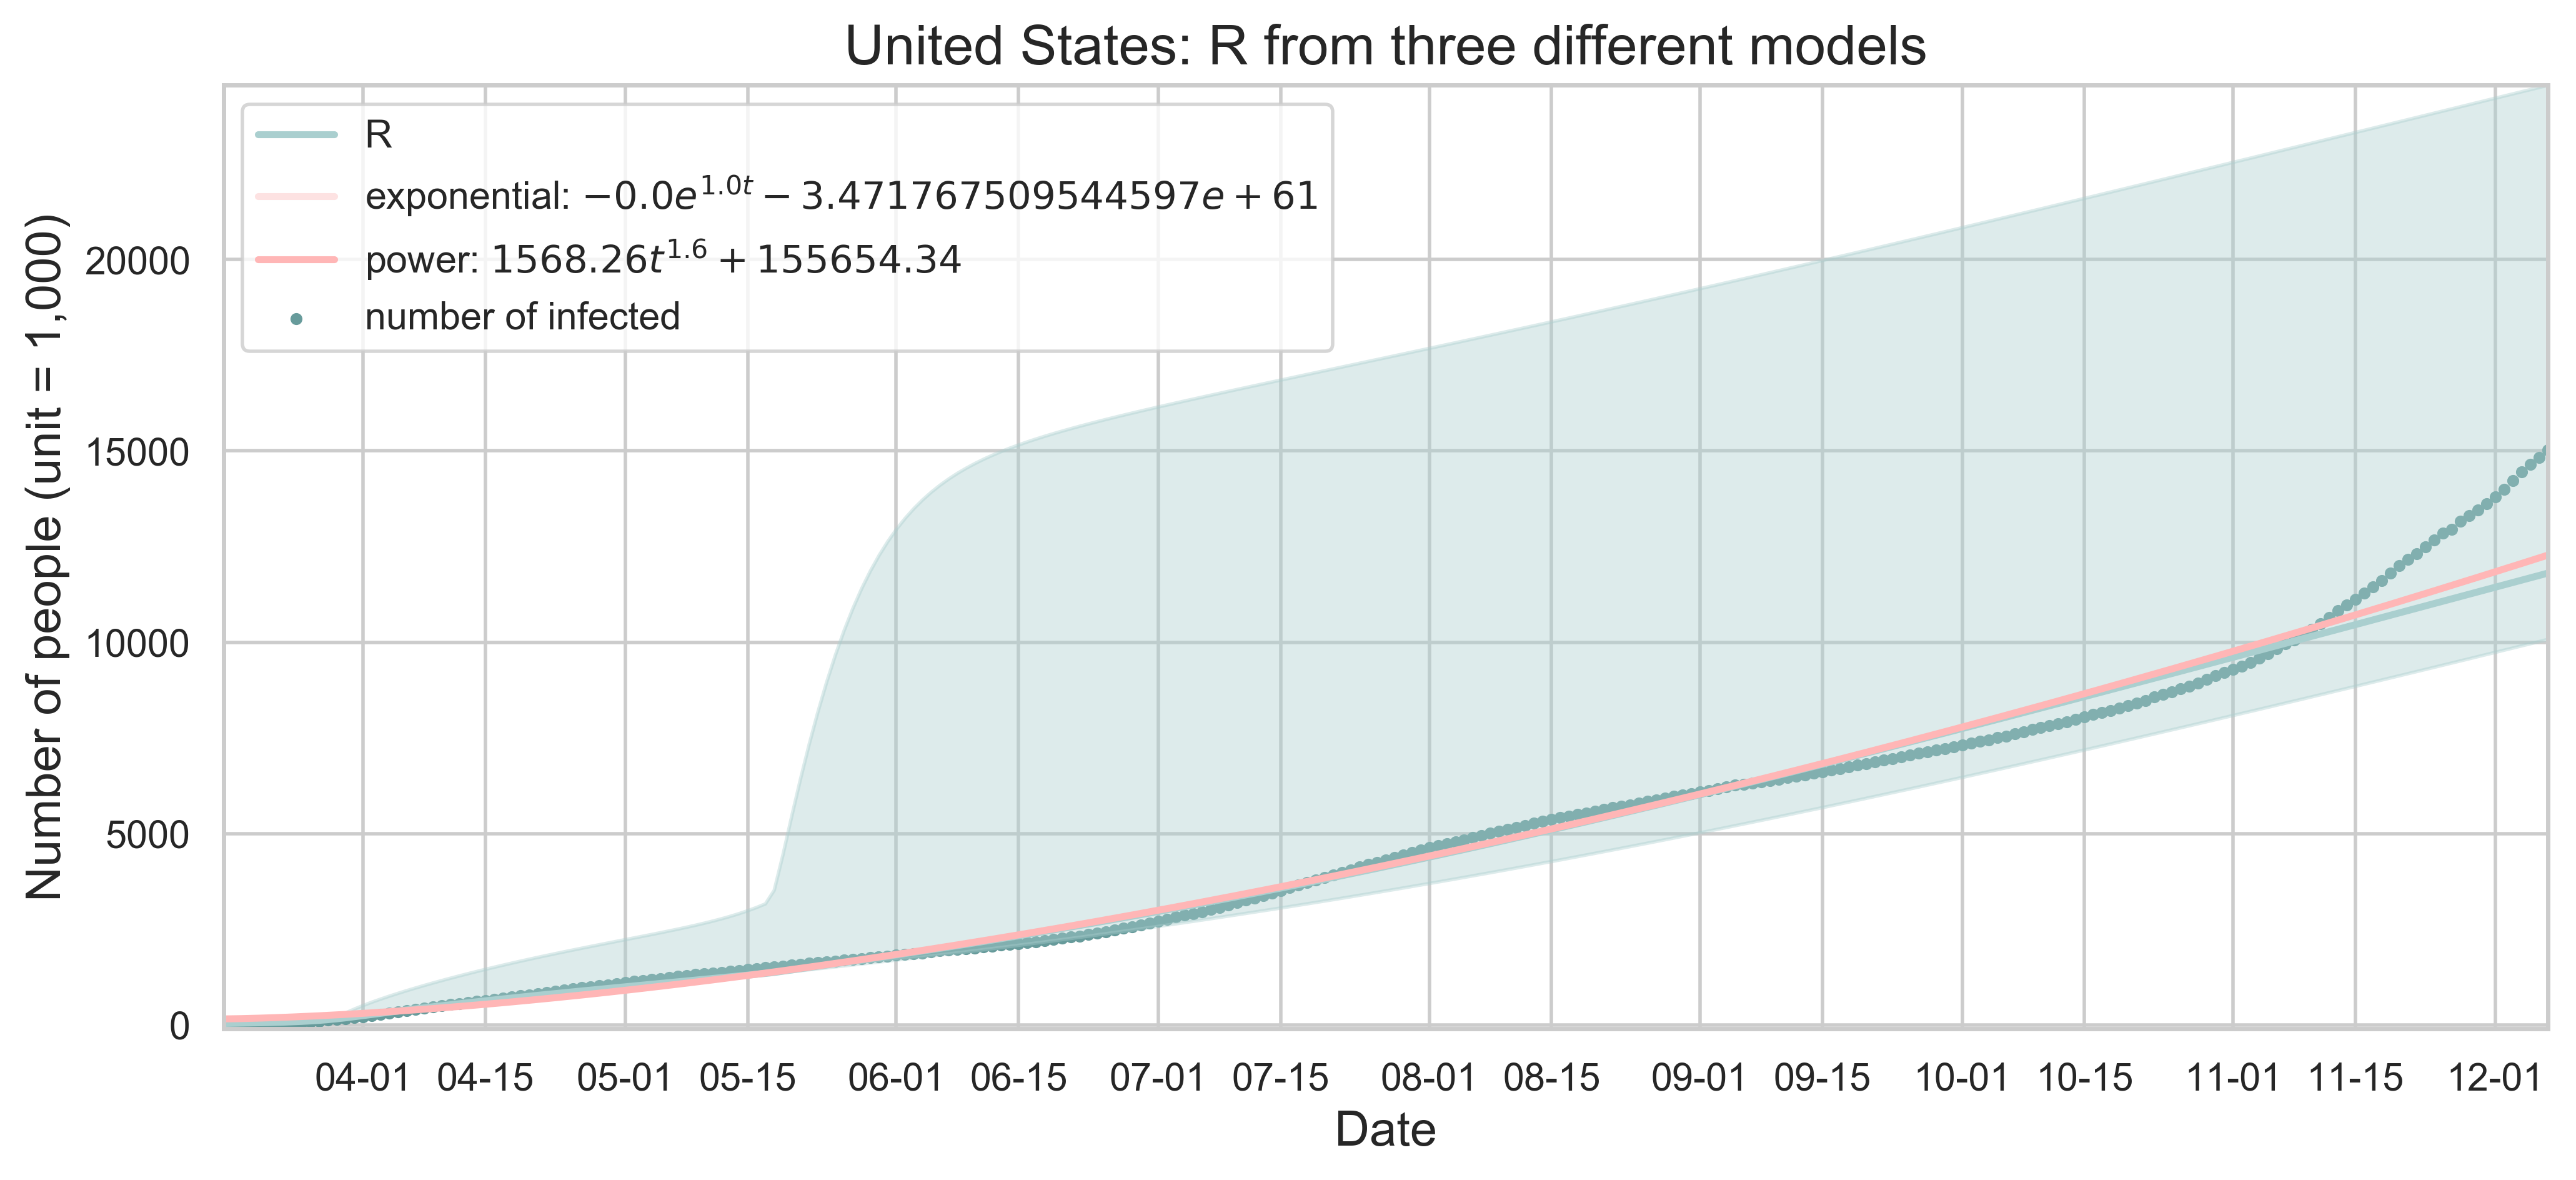 United States: R from three different models
R
exponential: −0.0e^1.0t − 3.4717675095445​97e + 61
power: 1568.26t^1.6 + 155654.34
number of infected
Number of people (unit = 1,000)
20000
15000
10000
5000
0
04-01 04-15 05-01 05-15 06-01 06-15 07-01 07-15 08-01 08-15 09-01 09-15 10-01 10-15 11-01 11-15 12-01
Date